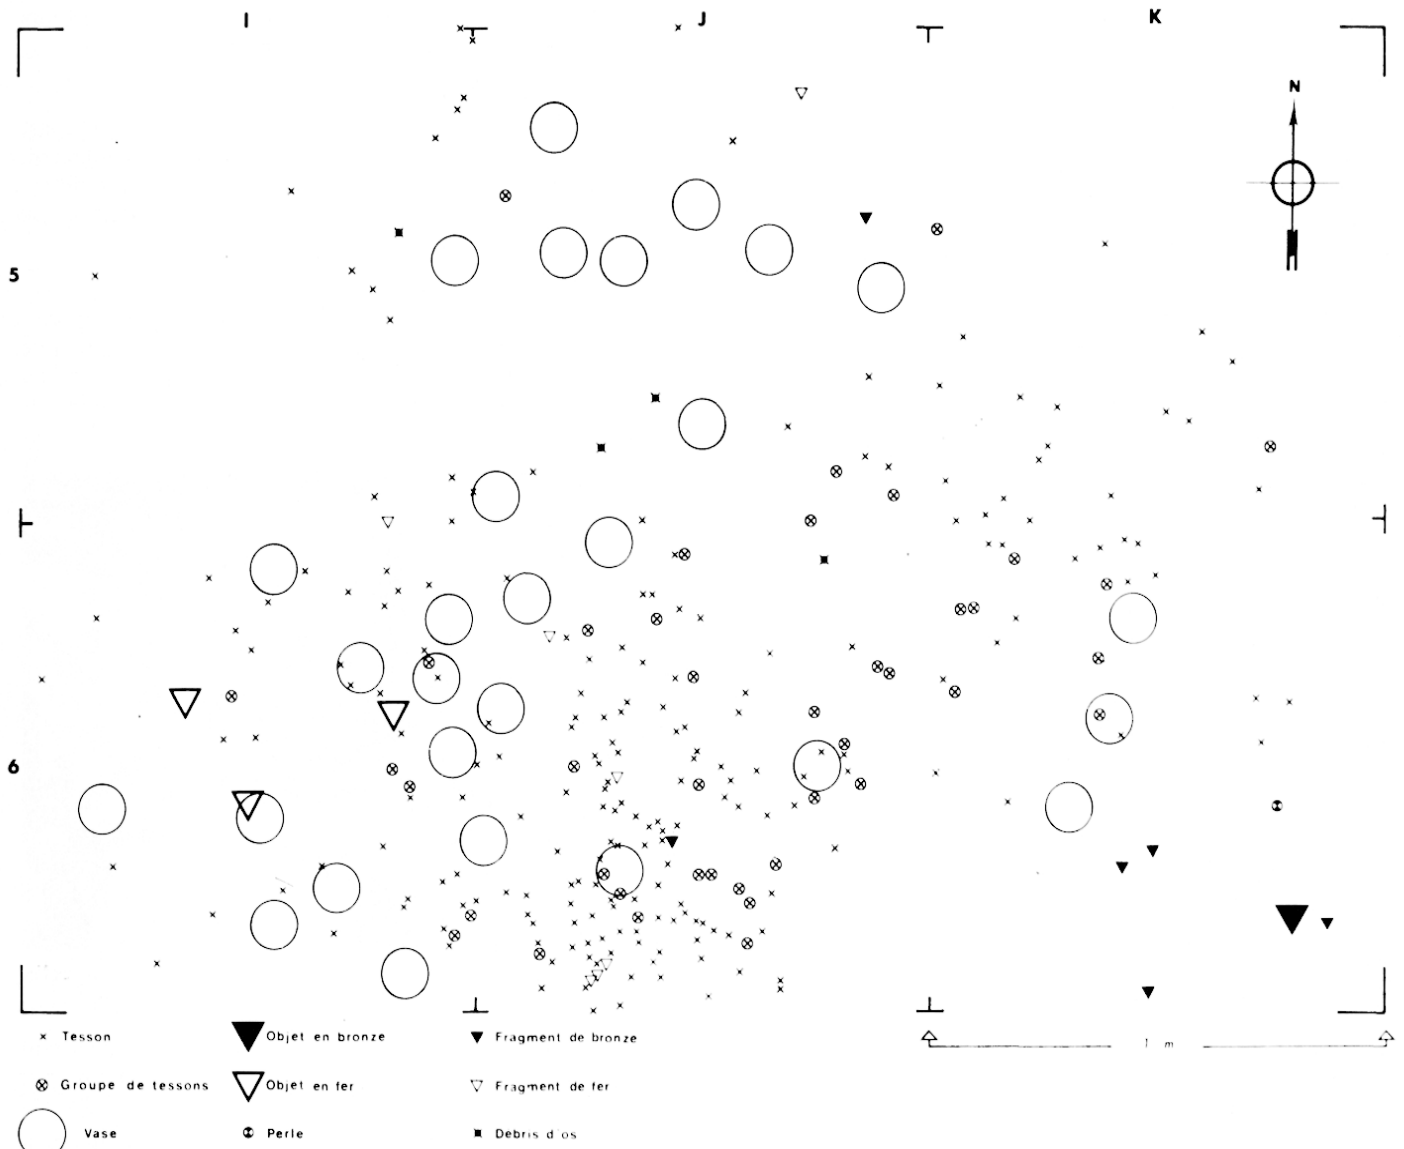 I J K
N
5
6
1 m
Tesson Objet en bronze Fragment de bronze
Groupe de tessons Objet en fer Fragment de fer
Vase Perle Débris d'os